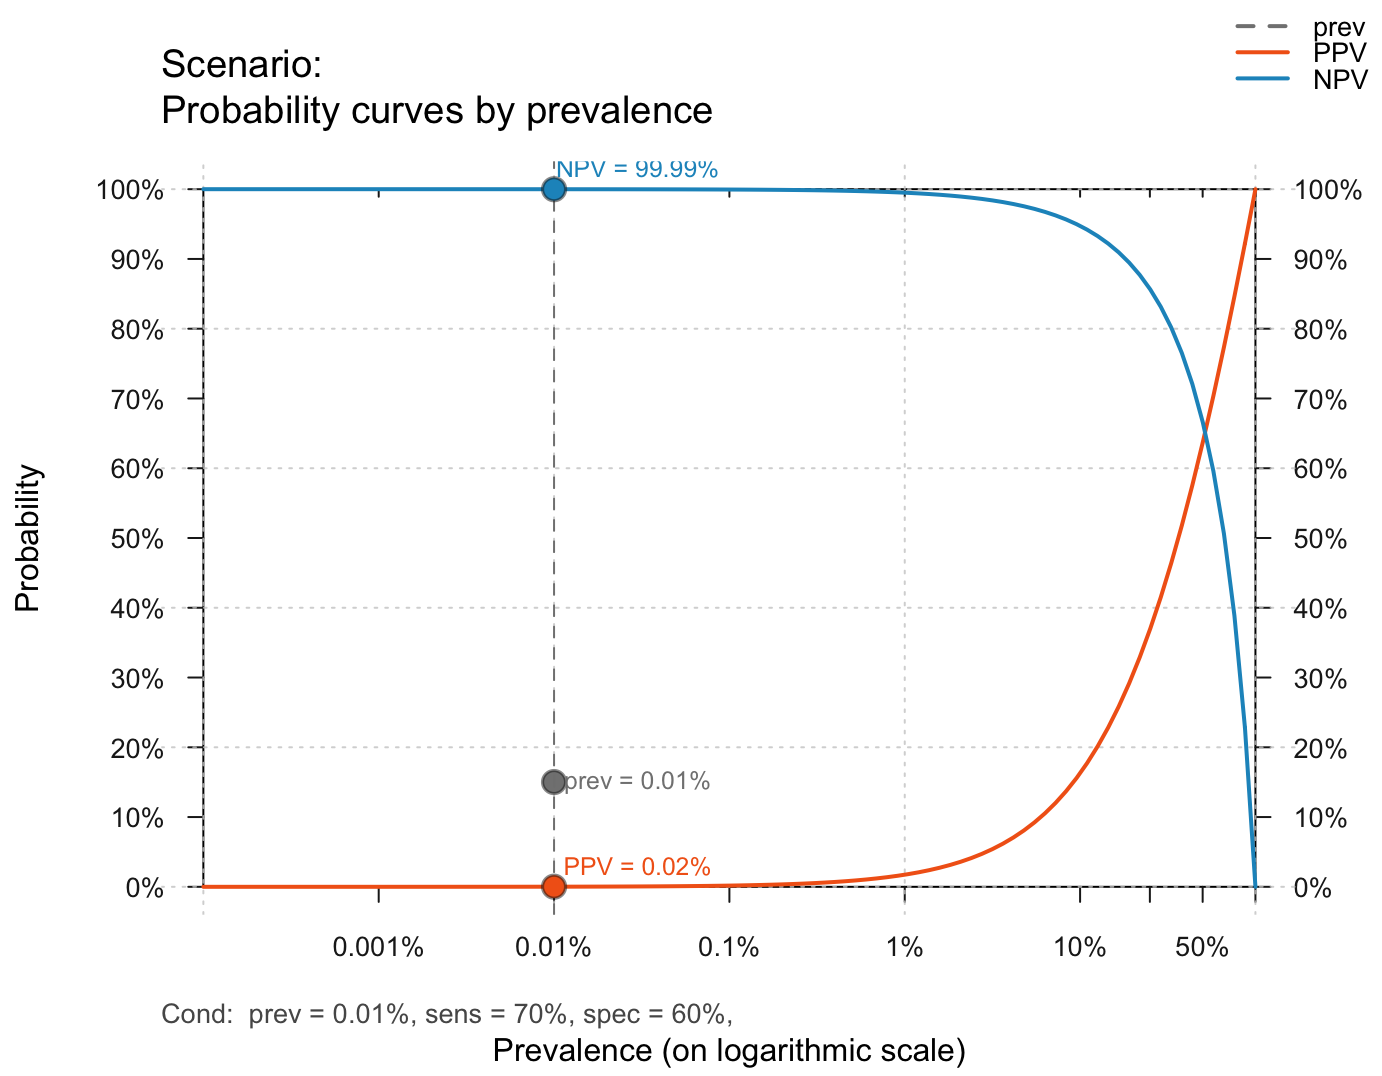 prev
PPV
NPV
Scenario:
Probability curves by prevalence
NPV = 99.99%
100%
90%
80%
70%
60%
50%
40%
30%
20%
10%
0%
100%
90%
80%
70%
60%
50%
40%
30%
20%
10%
0%
Probability
prev = 0.01%
PPV = 0.02%
0.001%
0.01%
0.1%
1%
10%
50%
Cond:  prev = 0.01%, sens = 70%, spec = 60%,
Prevalence (on logarithmic scale)